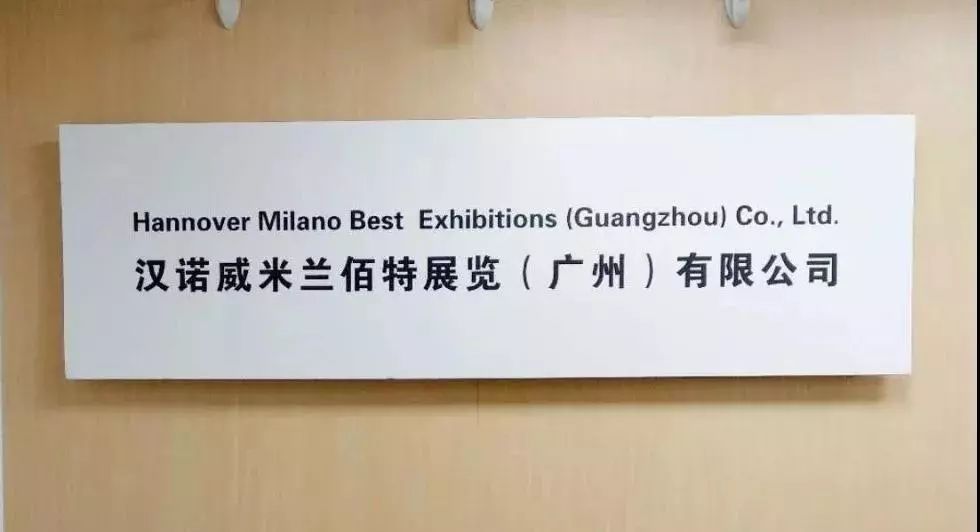 Hannover Milano Best Exhibitions (Guangzhou) Co., Ltd.
汉诺威米兰佰特展览（广州）有限公司